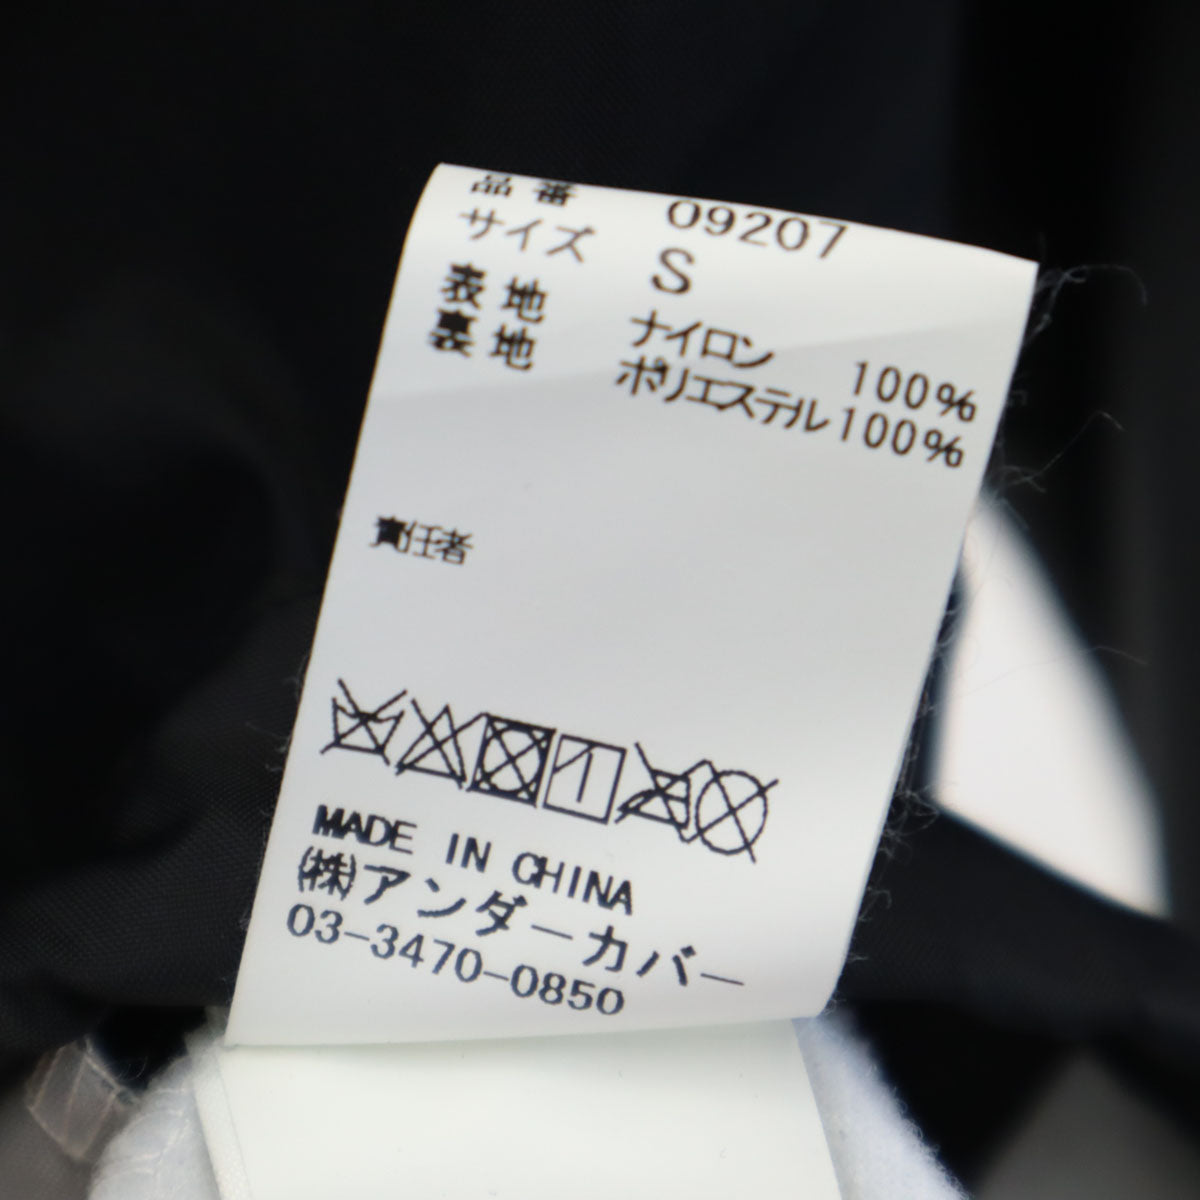 品番 09207
サイズ S
表地 ナイロン 100%
裏地 ポリエステル100%
責任者
MADE IN CHINA
(株)アンダーカバー
03-3470-0850